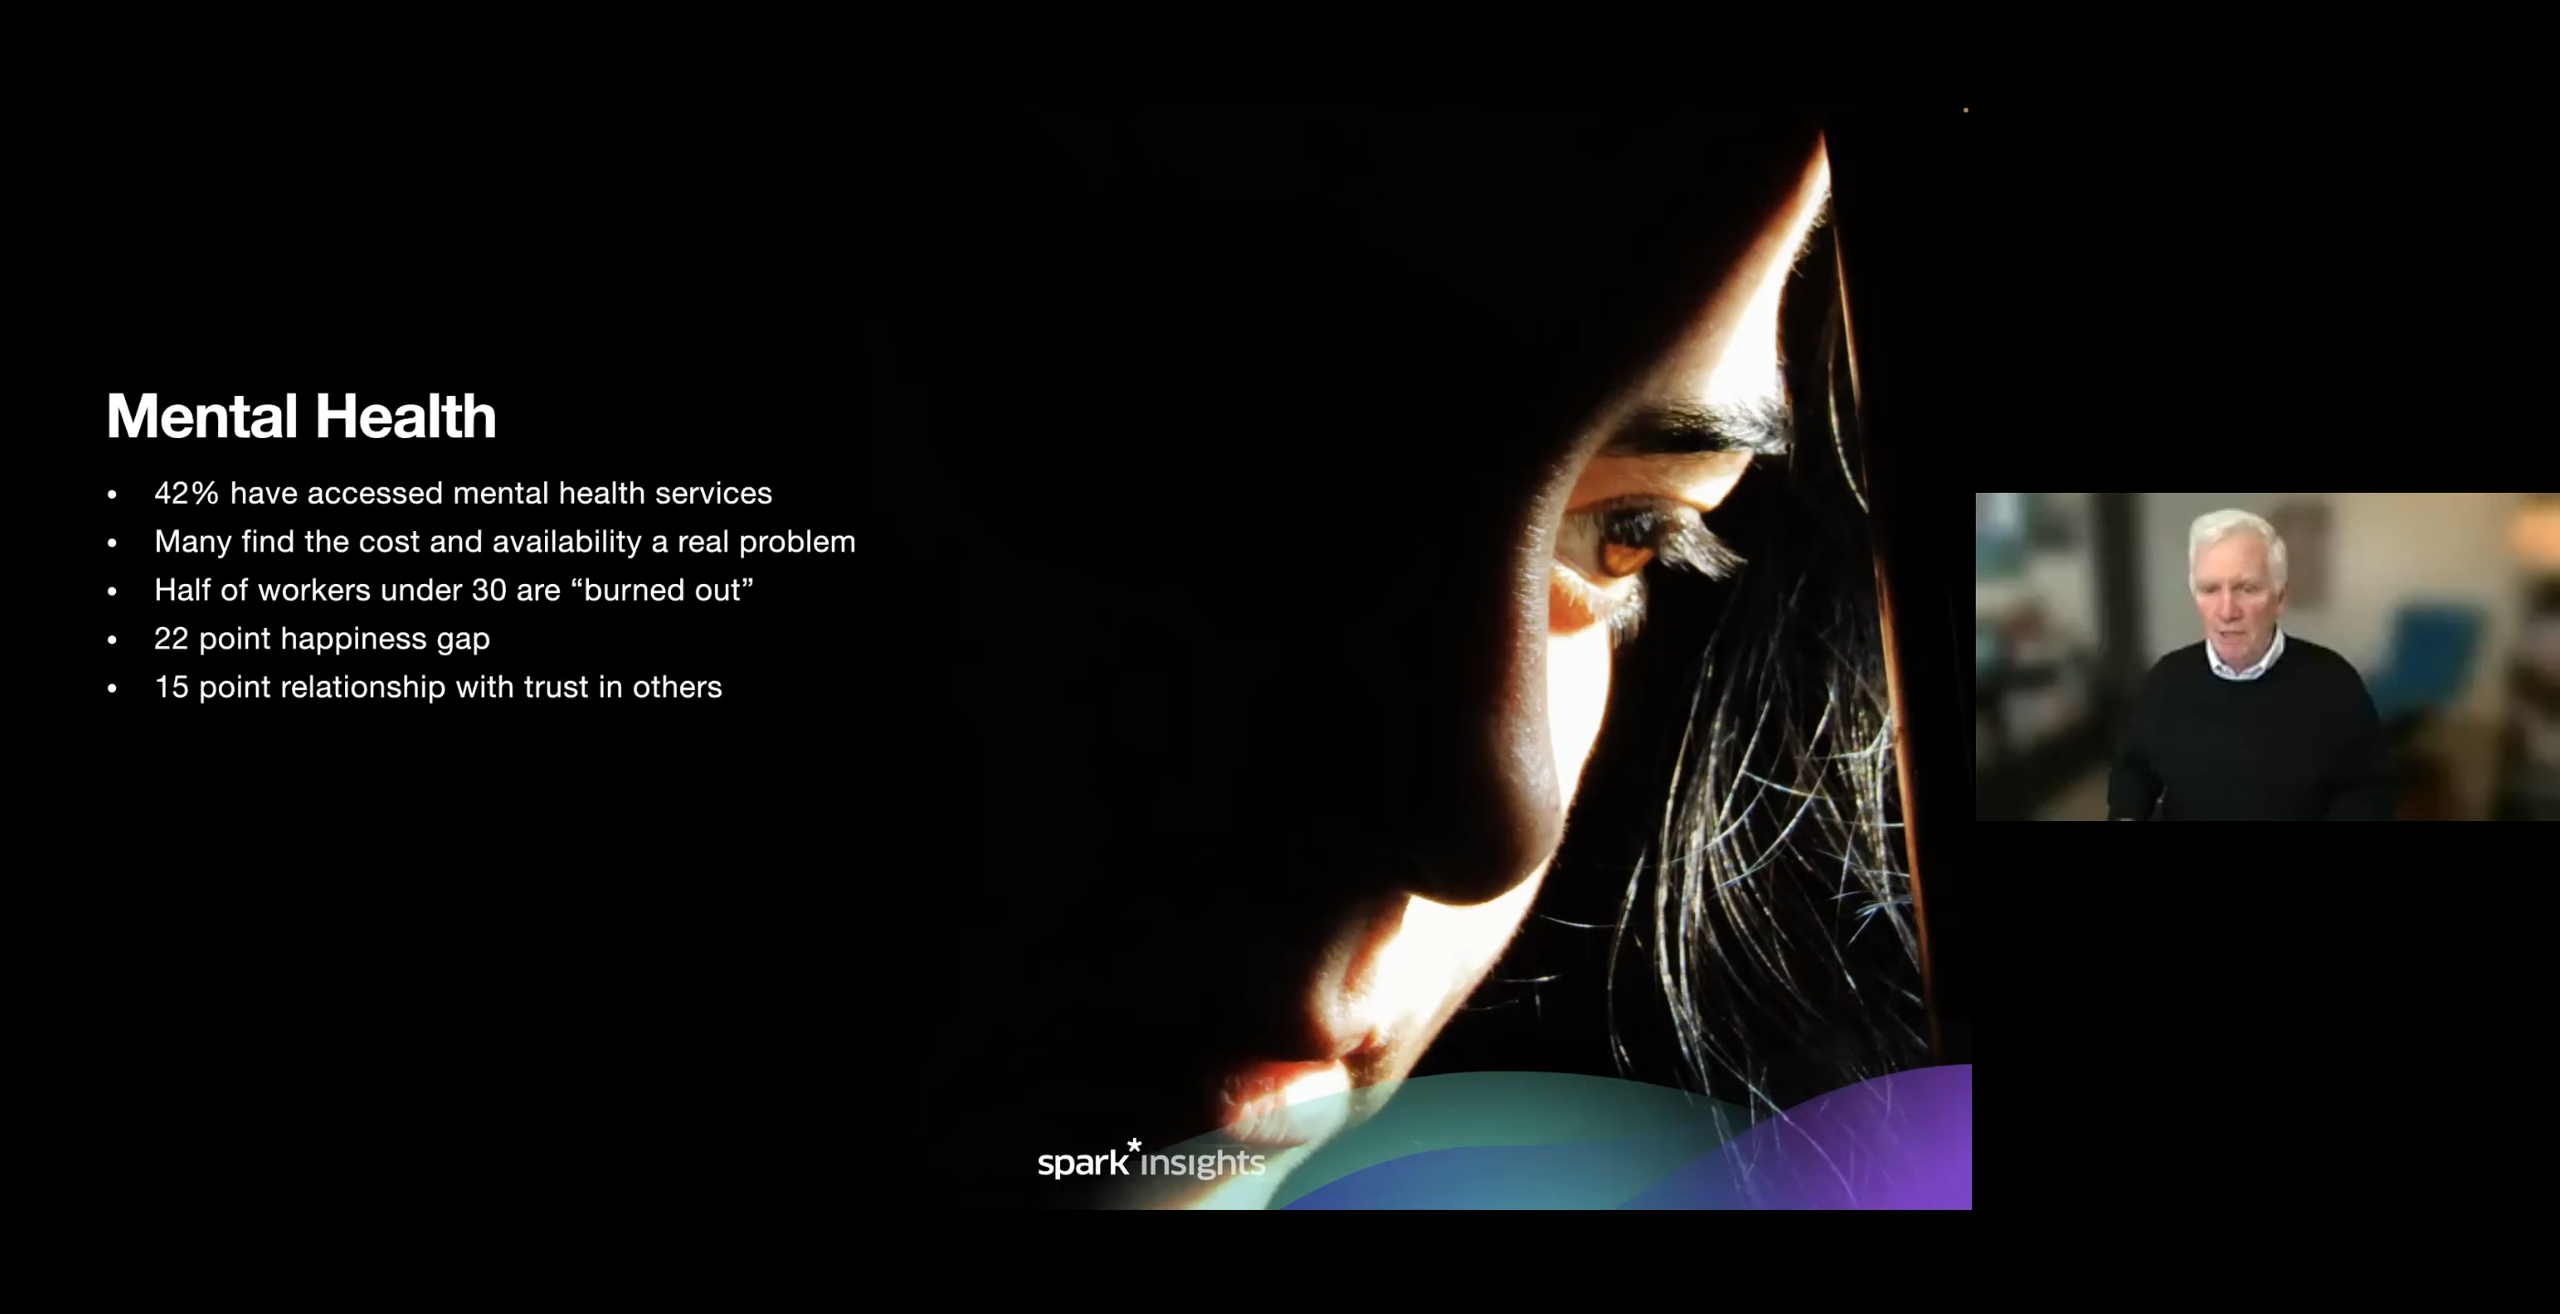 Mental Health
• 42% have accessed mental health services
• Many find the cost and availability a real problem
• Half of workers under 30 are “burned out”
• 22 point happiness gap
• 15 point relationship with trust in others
spark*insights